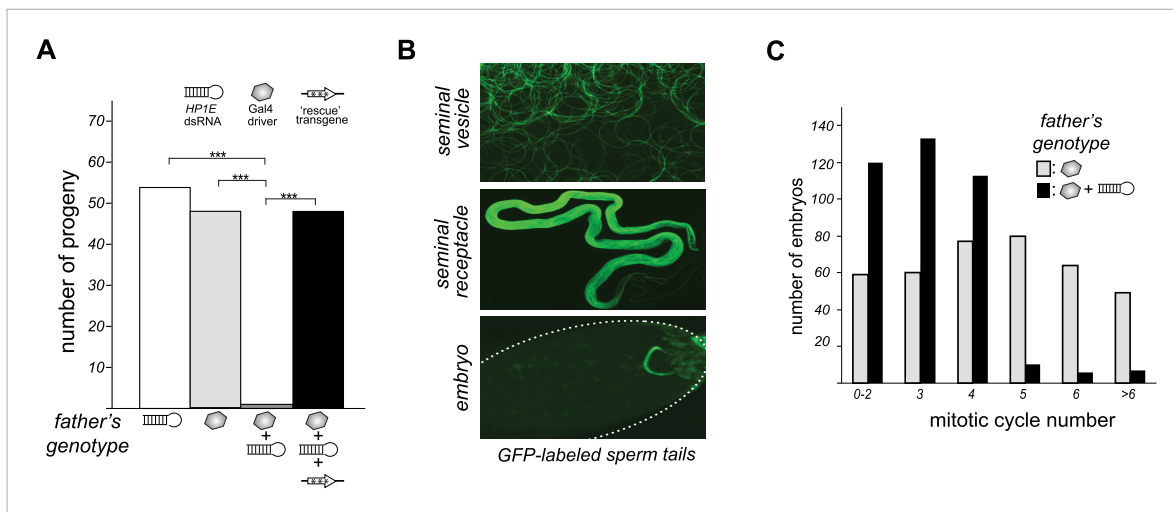 A
HP1E
dsRNA
Gal4
driver
'rescue'
transgene
***
***
***
***
number of progeny
70
60
50
40
30
20
10
father's
genotype
+
+
+
***
B
seminal
vesicle
seminal
receptacle
embryo
GFP-labeled sperm tails
C
father's
genotype
:
: +
number of embryos
140
120
100
80
60
40
20
0-2
3
4
5
6
>6
mitotic cycle number